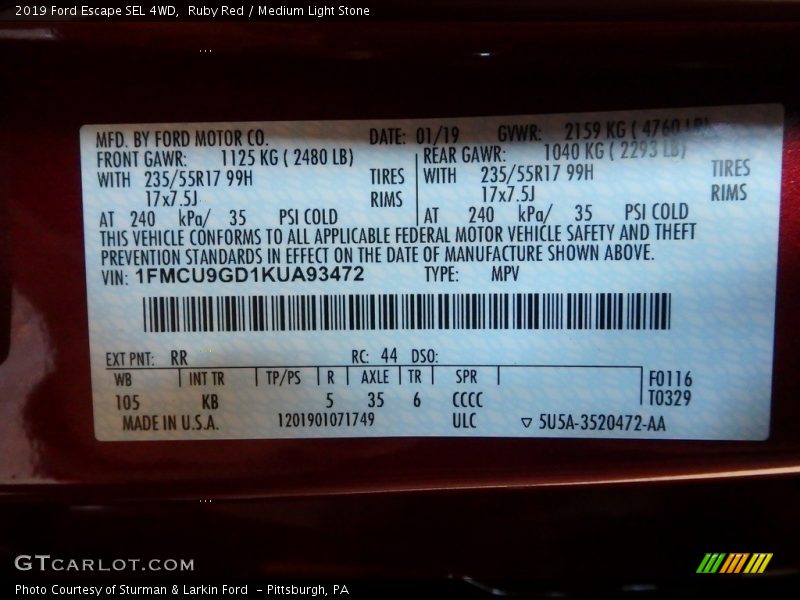 2019 Ford Escape SEL 4WD, Ruby Red / Medium Light Stone
MFD. BY FORD MOTOR CO. DATE: 01/19 GVWR: 2159 KG ( 4760 LB)
FRONT GAWR: 1125 KG ( 2480 LB) REAR GAWR: 1040 KG ( 2293 LB)
WITH 235/55R17 99H TIRES WITH 235/55R17 99H TIRES
17x7.5J RIMS 17x7.5J RIMS
AT 240 kPa/ 35 PSI COLD AT 240 kPa/ 35 PSI COLD
THIS VEHICLE CONFORMS TO ALL APPLICABLE FEDERAL MOTOR VEHICLE SAFETY AND THEFT
PREVENTION STANDARDS IN EFFECT ON THE DATE OF MANUFACTURE SHOWN ABOVE.
VIN: 1FMCU9GD1KUA93472 TYPE: MPV
EXT PNT: RR RC: 44 DSO:
WB INT TR TP/PS R AXLE TR SPR F0116
105 KB 5 35 6 CCCC T0329
MADE IN U.S.A. 1201901071749 ULC ▽ 5U5A-3520472-AA
GTCARLOT.COM
Photo Courtesy of Sturman & Larkin Ford - Pittsburgh, PA